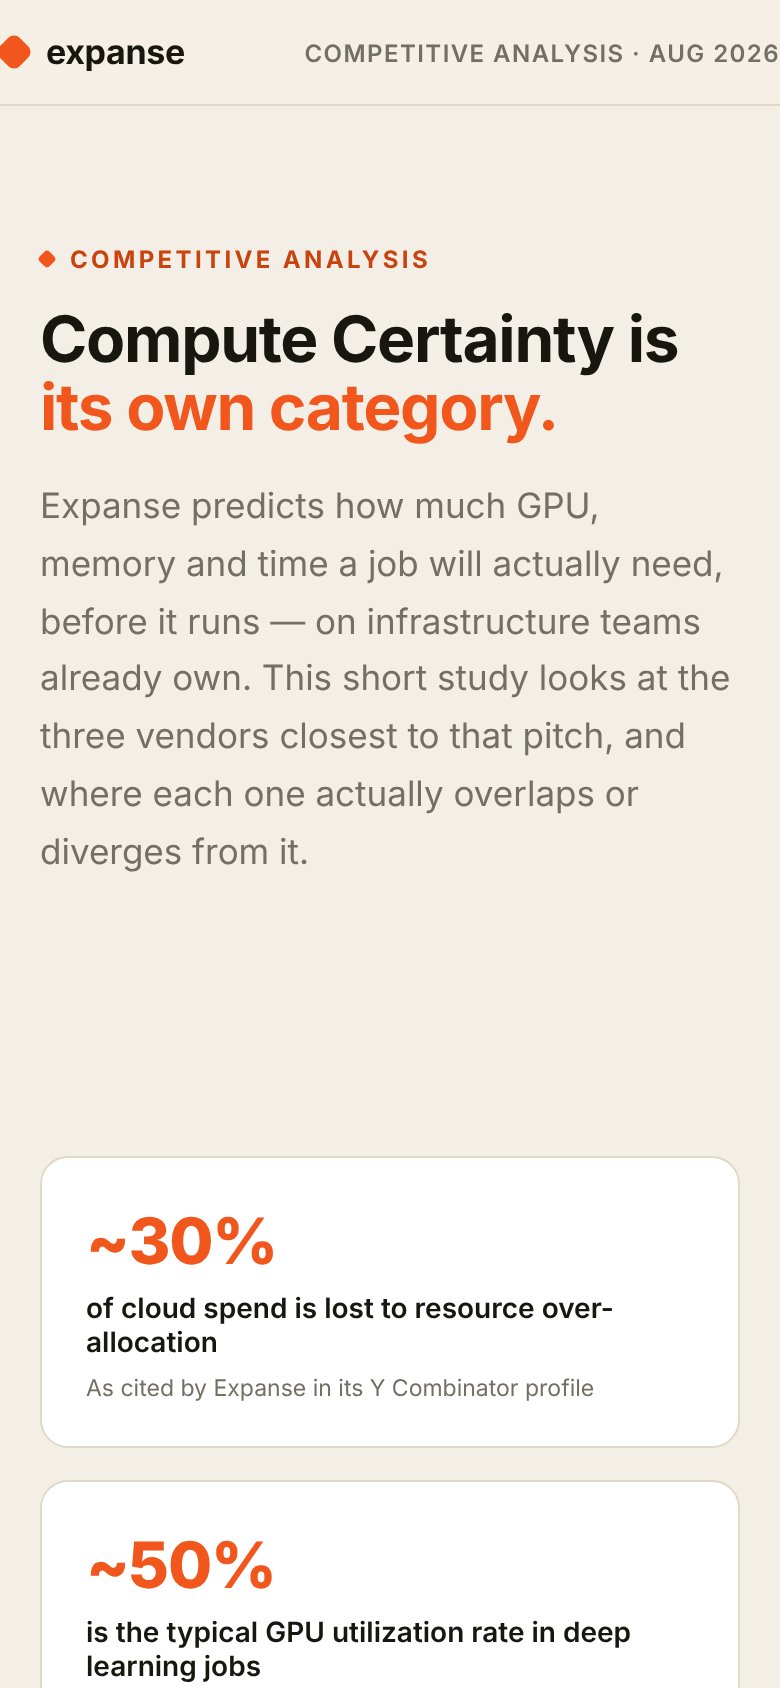 expanse
COMPETITIVE ANALYSIS · AUG 2026
COMPETITIVE ANALYSIS
Compute Certainty is
its own category.
Expanse predicts how much GPU,
memory and time a job will actually need,
before it runs — on infrastructure teams
already own. This short study looks at the
three vendors closest to that pitch, and
where each one actually overlaps or
diverges from it.
~30%
of cloud spend is lost to resource over-
allocation
As cited by Expanse in its Y Combinator profile
~50%
is the typical GPU utilization rate in deep
learning jobs